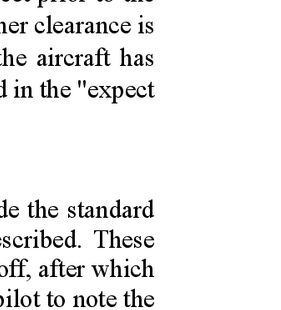 prior to the
her clearance is
the aircraft has
d in the "expect
de the standard
escribed. These
off, after which
pilot to note the